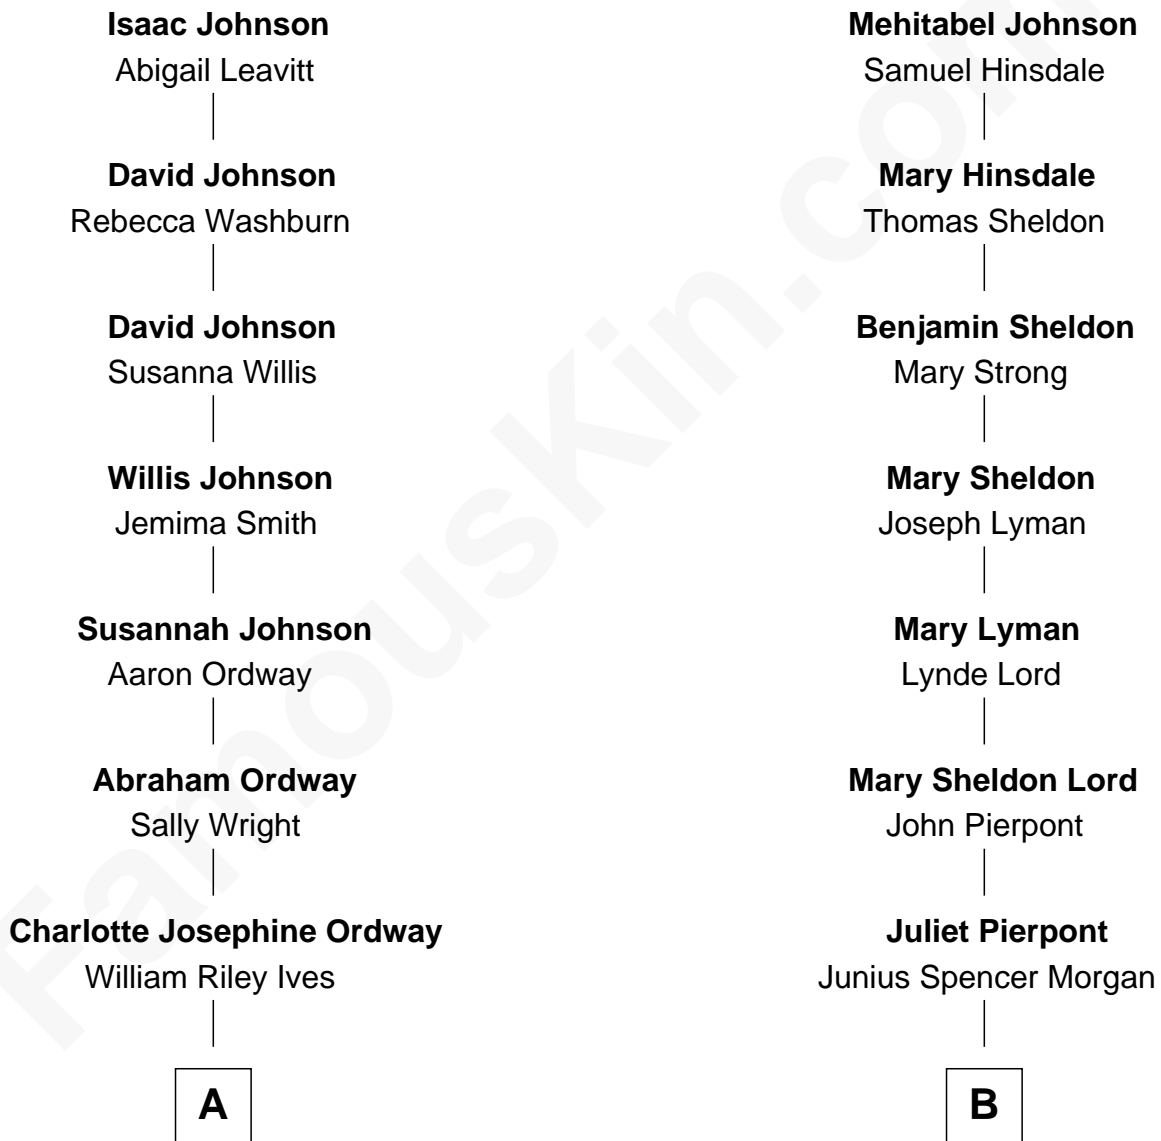 Isaac Johnson
Abigail Leavitt
David Johnson
Rebecca Washburn
David Johnson
Susanna Willis
Willis Johnson
Jemima Smith
Susannah Johnson
Aaron Ordway
Abraham Ordway
Sally Wright
Charlotte Josephine Ordway
William Riley Ives
A
Mehitabel Johnson
Samuel Hinsdale
Mary Hinsdale
Thomas Sheldon
Benjamin Sheldon
Mary Strong
Mary Sheldon
Joseph Lyman
Mary Lyman
Lynde Lord
Mary Sheldon Lord
John Pierpont
Juliet Pierpont
Junius Spencer Morgan
B
FamousKin.com